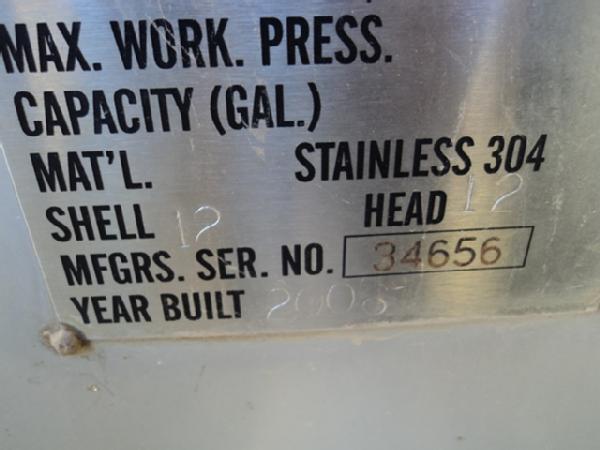 MAX. WORK. PRESS.
CAPACITY (GAL.)
MAT'L. STAINLESS 304
SHELL 12 HEAD 12
MFGRS. SER. NO. 34656
YEAR BUILT